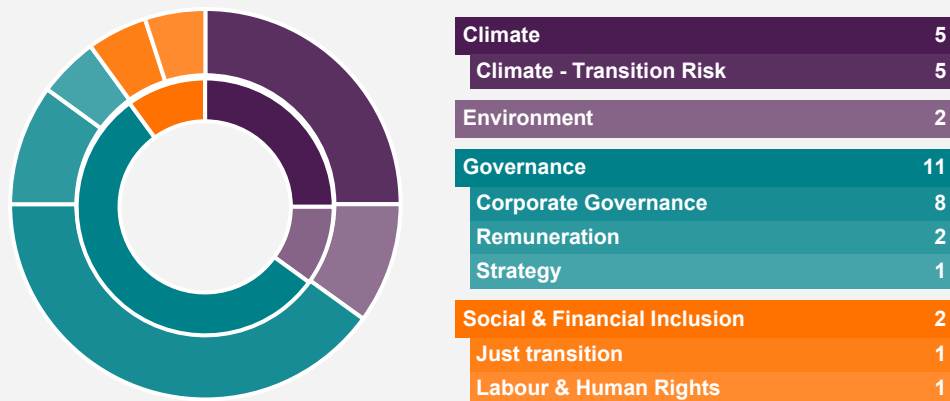 Climate 5
Climate - Transition Risk 5
Environment 2
Governance 11
Corporate Governance 8
Remuneration 2
Strategy 1
Social & Financial Inclusion 2
Just transition 1
Labour & Human Rights 1